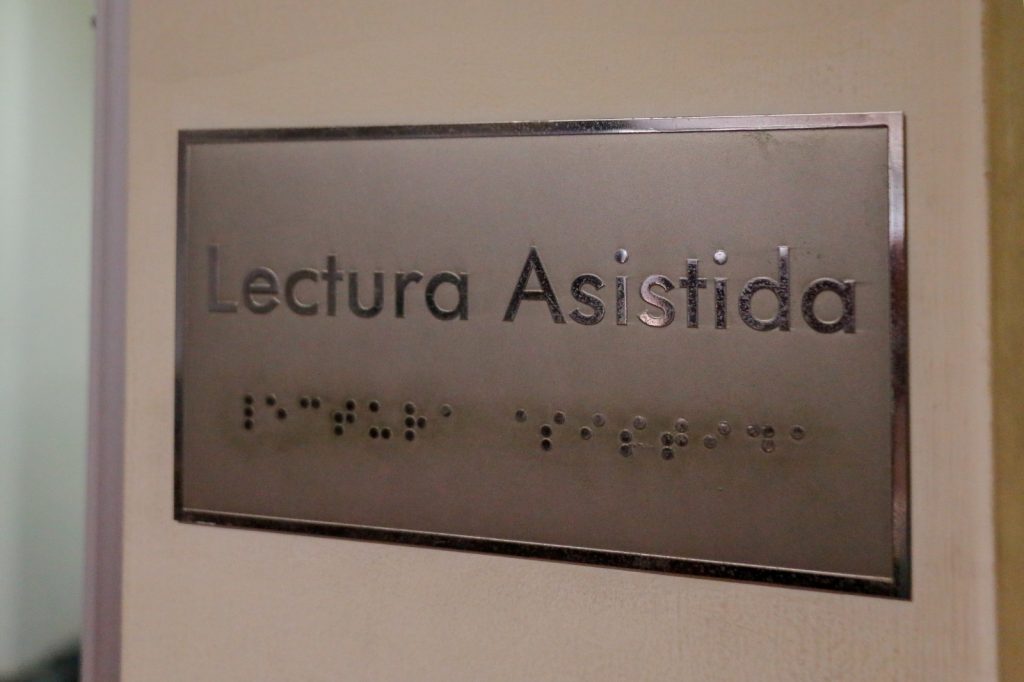 Lectura Asistida
⠇⠑⠉⠞⠥⠗⠁ ⠁⠎⠊⠎⠞⠊⠙⠁